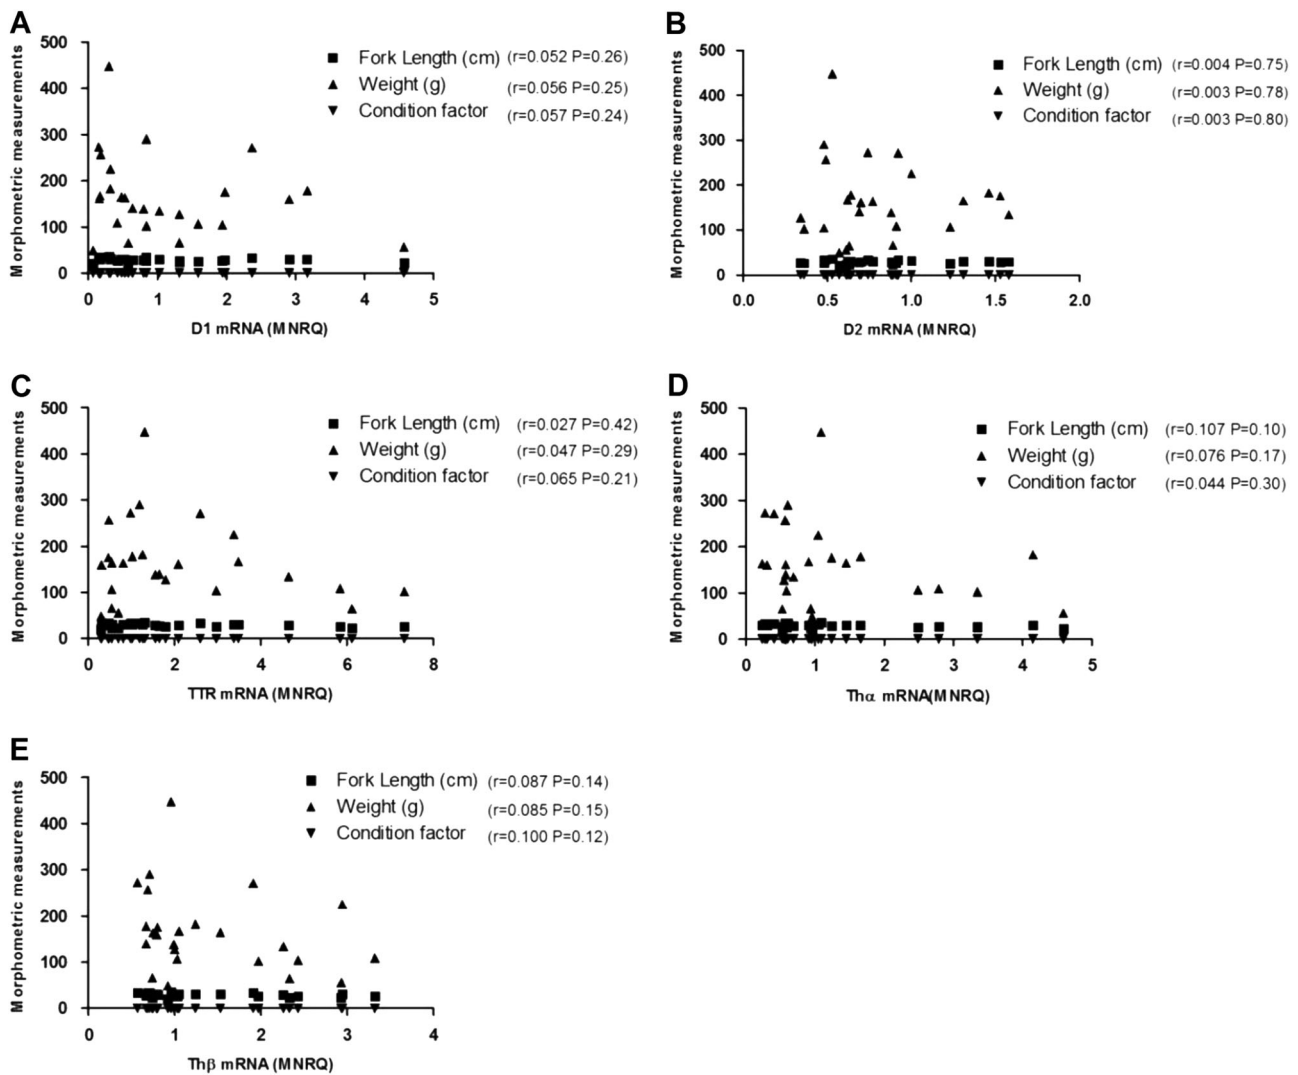 A
Morphometric measurements
500
400
300
200
100
0
0 1 2 3 4 5
D1 mRNA (MNRQ)
Fork Length (cm) (r=0.052 P=0.26)
Weight (g) (r=0.056 P=0.25)
Condition factor (r=0.057 P=0.24)
B
Morphometric measurements
500
400
300
200
100
0
0.0 0.5 1.0 1.5 2.0
D2 mRNA (MNRQ)
Fork Length (cm) (r=0.004 P=0.75)
Weight (g) (r=0.003 P=0.78)
Condition factor (r=0.003 P=0.80)
C
Morphometric measurements
500
400
300
200
100
0
0 2 4 6 8
TTR mRNA (MNRQ)
Fork Length (cm) (r=0.027 P=0.42)
Weight (g) (r=0.047 P=0.29)
Condition factor (r=0.065 P=0.21)
D
Morphometric measurements
500
400
300
200
100
0
0 1 2 3 4 5
Thα mRNA(MNRQ)
Fork Length (cm) (r=0.107 P=0.10)
Weight (g) (r=0.076 P=0.17)
Condition factor (r=0.044 P=0.30)
E
Morphometric measurements
500
400
300
200
100
0
0 1 2 3 4
Thβ mRNA (MNRQ)
Fork Length (cm) (r=0.087 P=0.14)
Weight (g) (r=0.085 P=0.15)
Condition factor (r=0.100 P=0.12)